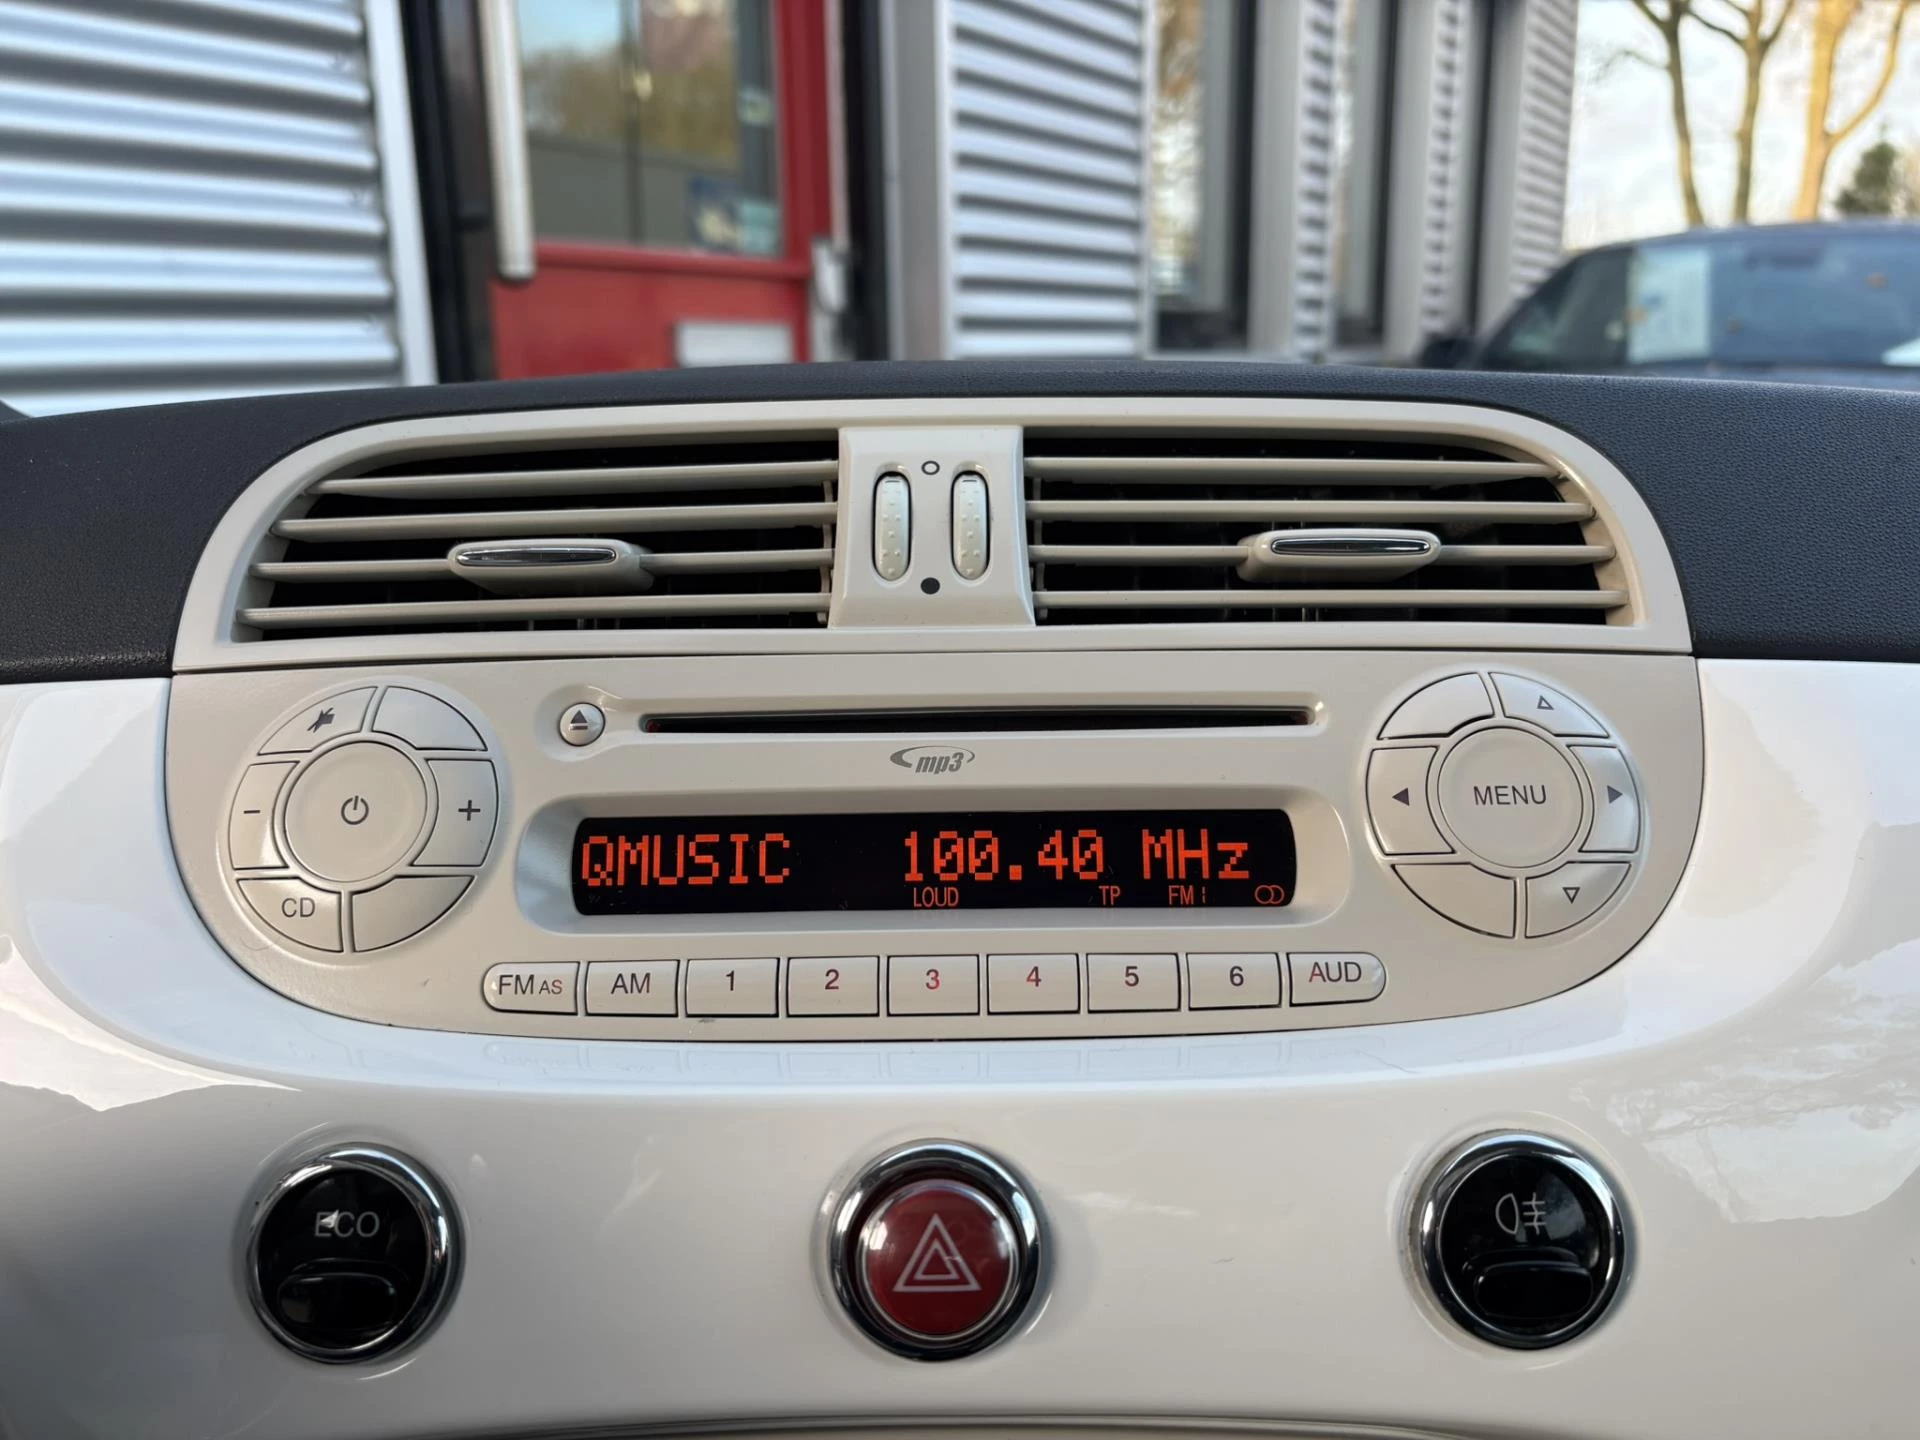 mp3
MENU
QMUSIC 100.40 MHz
LOUD TP FM1
CD
FM AS AM 1 2 3 4 5 6 AUD
ECO